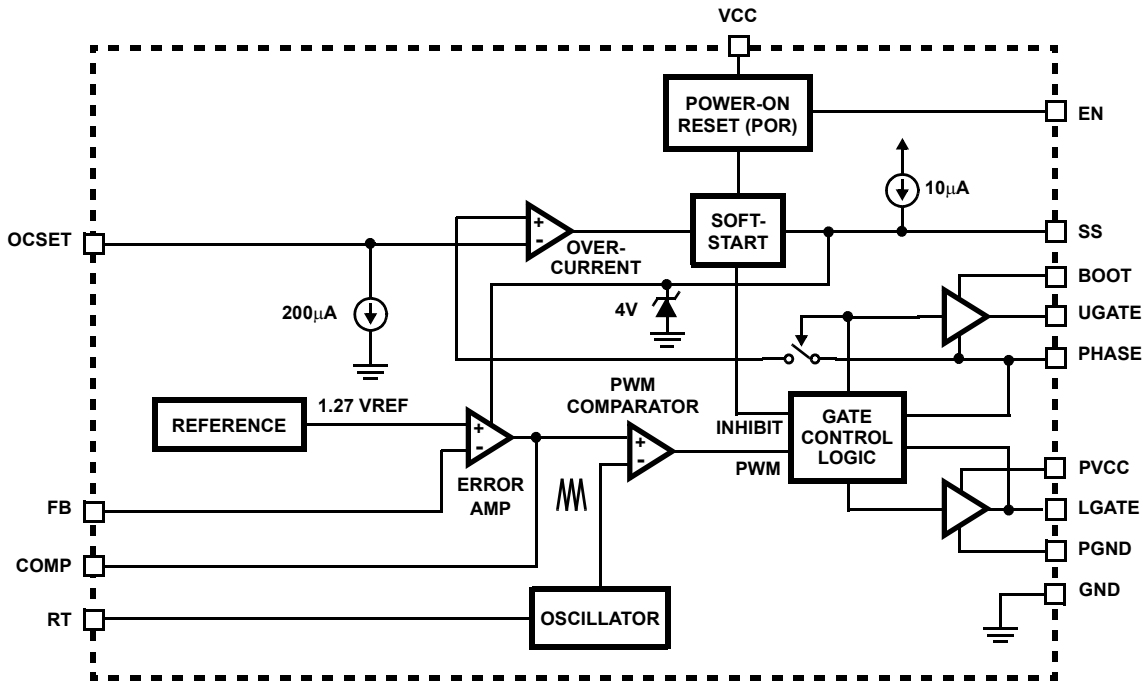 VCC
POWER-ON
RESET (POR)
EN
10µA
SOFT-
START
SS
OCSET
+
-
OVER-
CURRENT
BOOT
200µA
4V
UGATE
PHASE
PWM
COMPARATOR
1.27 VREF
REFERENCE
+
-
+
-
INHIBIT
GATE
CONTROL
LOGIC
PWM
ERROR
AMP
PVCC
FB
LGATE
PGND
COMP
GND
RT
OSCILLATOR